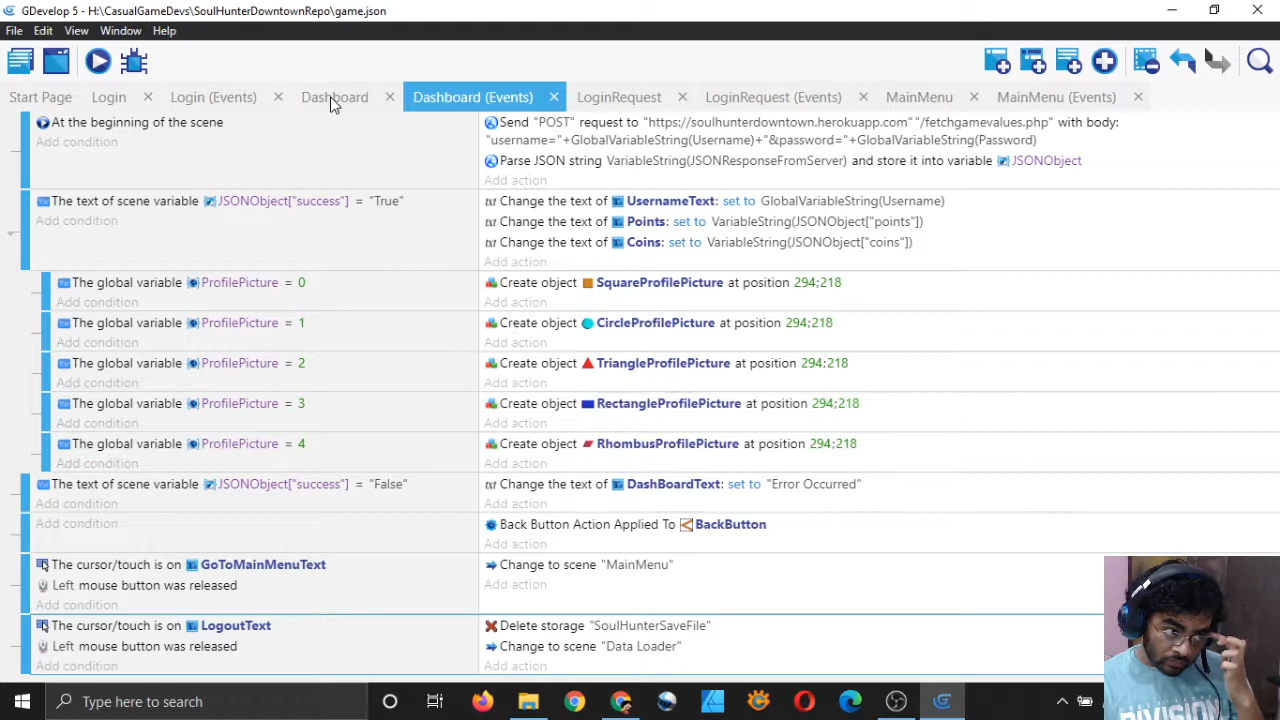 GDevelop 5 - H:\CasualGameDevs\SoulHunterDowntownRepo\game.json
File Edit View Window Help
Start Page Login Login (Events) Dashboard Dashboard (Events) LoginRequest LoginRequest (Events) MainMenu MainMenu (Events)
At the beginning of the scene
Add condition
Send "POST" request to "https://soulhunterdowntown.herokuapp.com" "/fetchgamevalues.php" with body:
"username="+GlobalVariableString(Username)+"&password="+GlobalVariableString(Password)
Parse JSON string VariableString(JSONResponseFromServer) and store it into variable JSONObject
Add action
The text of scene variable JSONObject["success"] = "True"
Add condition
Change the text of UsernameText: set to GlobalVariableString(Username)
Change the text of Points: set to VariableString(JSONObject["points"])
Change the text of Coins: set to VariableString(JSONObject["coins"])
Add action
The global variable ProfilePicture = 0
Add condition
Create object SquareProfilePicture at position 294;218
Add action
The global variable ProfilePicture = 1
Add condition
Create object CircleProfilePicture at position 294;218
Add action
The global variable ProfilePicture = 2
Add condition
Create object TriangleProfilePicture at position 294;218
Add action
The global variable ProfilePicture = 3
Add condition
Create object RectangleProfilePicture at position 294;218
Add action
The global variable ProfilePicture = 4
Add condition
Create object RhombusProfilePicture at position 294;218
Add action
The text of scene variable JSONObject["success"] = "False"
Add condition
Change the text of DashBoardText: set to "Error Occurred"
Add action
Add condition
Back Button Action Applied To BackButton
Add action
The cursor/touch is on GoToMainMenuText
Left mouse button was released
Add condition
Change to scene "MainMenu"
Add action
The cursor/touch is on LogoutText
Left mouse button was released
Add condition
Delete storage "SoulHunterSaveFile"
Change to scene "Data Loader"
Add action
Type here to search